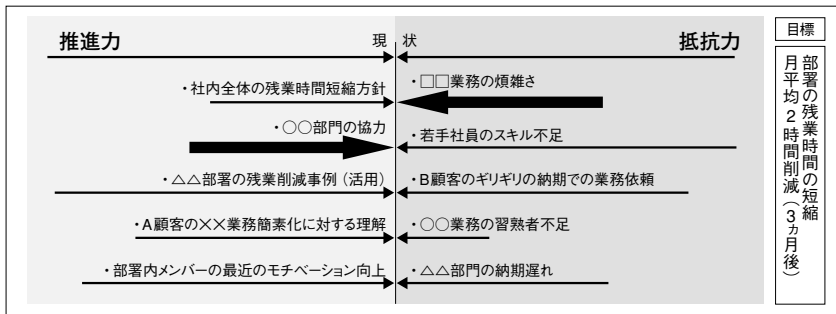 推進力
現 状
抵抗力
・社内全体の残業時間短縮方針
・〇〇部門の協力
・△△部署の残業削減事例（活用）
・A顧客の××業務簡素化に対する理解
・部署内メンバーの最近のモチベーション向上
・□□業務の煩雑さ
・若手社員のスキル不足
・B顧客のギリギリの納期での業務依頼
・〇〇業務の習熟者不足
・△△部門の納期遅れ
目標
部署の残業時間の短縮
月平均２時間削減（３ヵ月後）